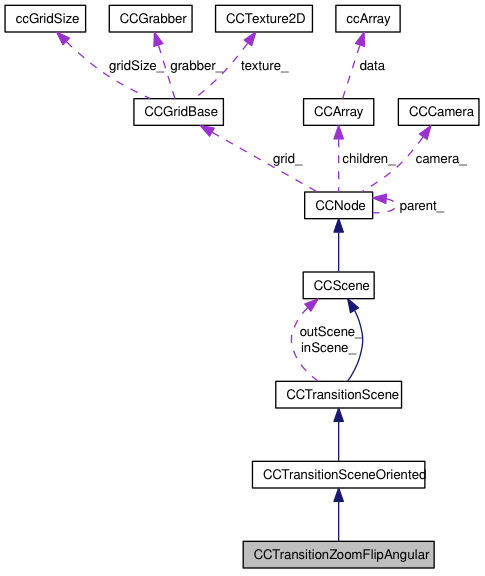 ccGridSize
CCGrabber
CCTexture2D
ccArray
gridSize_
grabber_
texture_
data
CCGridBase
CCArray
CCCamera
grid_
children_
camera_
CCNode
parent_
CCScene
outScene_
inScene_
CCTransitionScene
CCTransitionSceneOriented
CCTransitionZoomFlipAngular